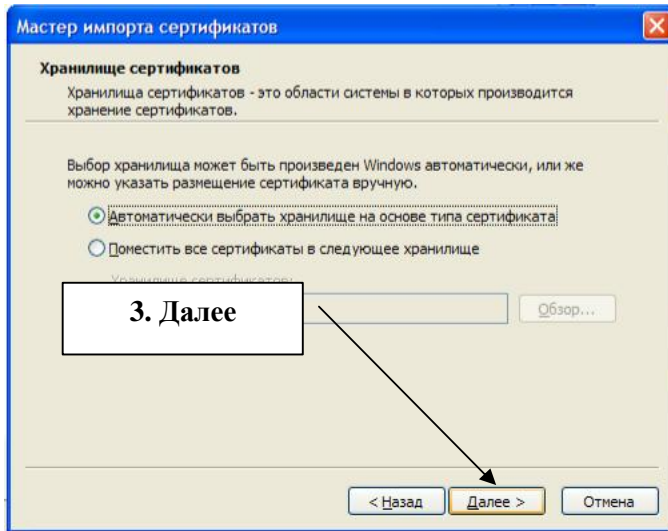 Мастер импорта сертификатов
Хранилище сертификатов
Хранилища сертификатов - это области системы в которых производится
хранение сертификатов.
Выбор хранилища может быть произведен Windows автоматически, или же
можно указать размещение сертификата вручную.
Автоматически выбрать хранилище на основе типа сертификата
Поместить все сертификаты в следующее хранилище
Хранилище сертификатов:
3. Далее
Обзор...
< Назад
Далее >
Отмена